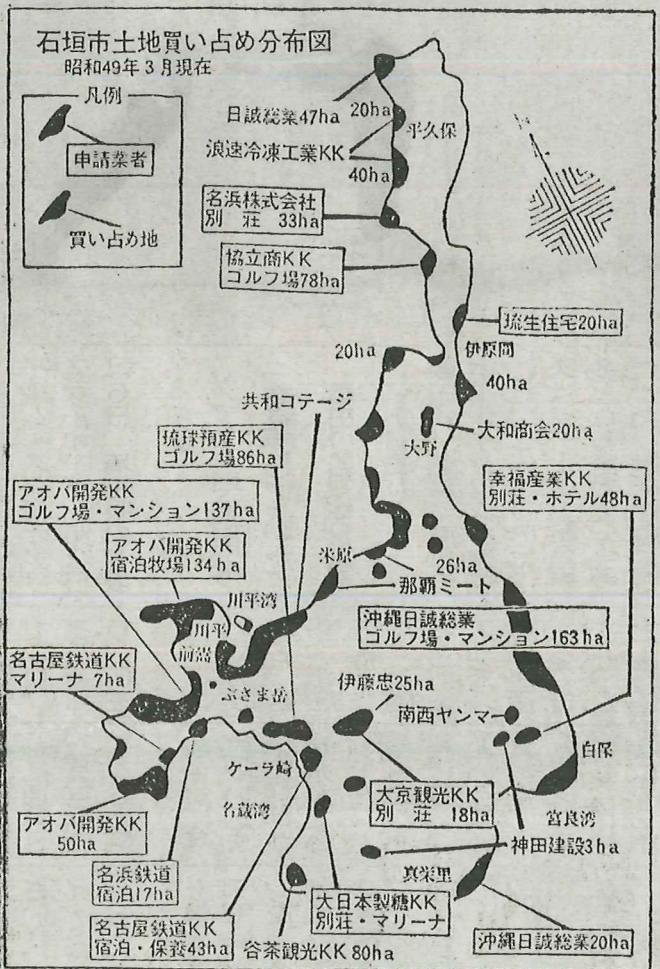 石垣市土地買い占め分布図
昭和49年3月現在
凡例
申請業者
買い占め地
日誠総業47ha
20ha
平久保
浪速冷凍工業KK
40ha
名浜株式会社
別荘 33ha
協立商KK
ゴルフ場78ha
琉生住宅20ha
伊原間
20ha
40ha
共和コテージ
大和商会20ha
大野
琉球預産KK
ゴルフ場86ha
幸福産業KK
別荘・ホテル48ha
アオバ開発KK
ゴルフ場・マンション137ha
アオバ開発KK
宿泊牧場134ha
米原
26ha
那覇ミート
川平湾
川平
前嵩
沖縄日誠総業
ゴルフ場・マンション163ha
名古屋鉄道KK
マリーナ 7ha
ぶさま岳
伊藤忠25ha
南西ヤンマー
白保
ケーラ崎
名蔵湾
大京観光KK
別荘 18ha
アオバ開発KK
50ha
宮良湾
神田建設3ha
名浜鉄道
宿泊17ha
真栄里
大日本製糖KK
別荘・マリーナ
名古屋鉄道KK
宿泊・保養43ha
谷茶観光KK 80ha
沖縄日誠総業20ha